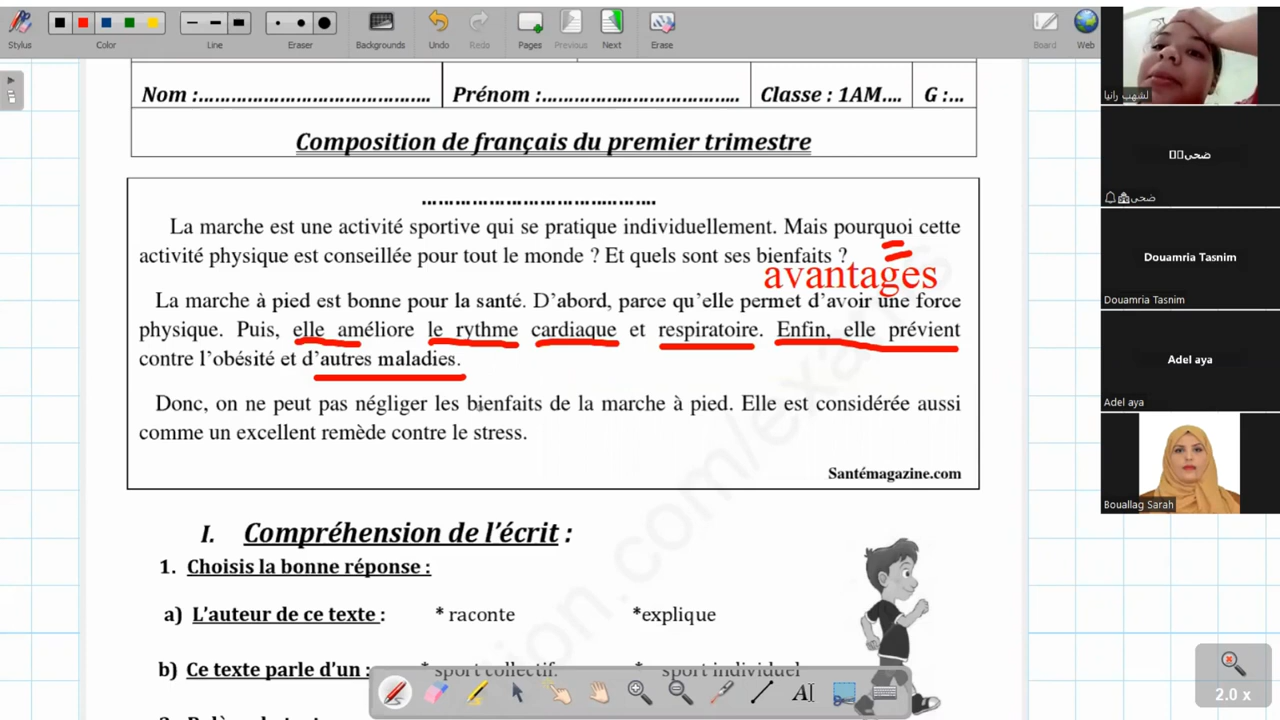 Stylus
Color
Line
Eraser
Backgrounds
Undo
Redo
Pages
Previous
Next
Erase
Board
Web
Nom :........................................... Prénom :..................................... Classe : 1AM.... G :...
Composition de français du premier trimestre
..............................................
La marche est une activité sportive qui se pratique individuellement. Mais pourquoi cette
activité physique est conseillée pour tout le monde ? Et quels sont ses bienfaits ?
=
avantages
La marche à pied est bonne pour la santé. D'abord, parce qu'elle permet d'avoir une force
physique. Puis, elle améliore le rythme cardiaque et respiratoire. Enfin, elle prévient
contre l'obésité et d'autres maladies.
Donc, on ne peut pas négliger les bienfaits de la marche à pied. Elle est considérée aussi
comme un excellent remède contre le stress.
Santémagazine.com
I. Compréhension de l'écrit :
1. Choisis la bonne réponse :
a) L'auteur de ce texte : * raconte *explique
b) Ce texte parle d'un : * sport collectif. * sport individuel
2.0 x
لشهب رانيا
ضحى
ضحى
Douamria Tasnim
Douamria Tasnim
Adel aya
Adel aya
Bouallag Sarah